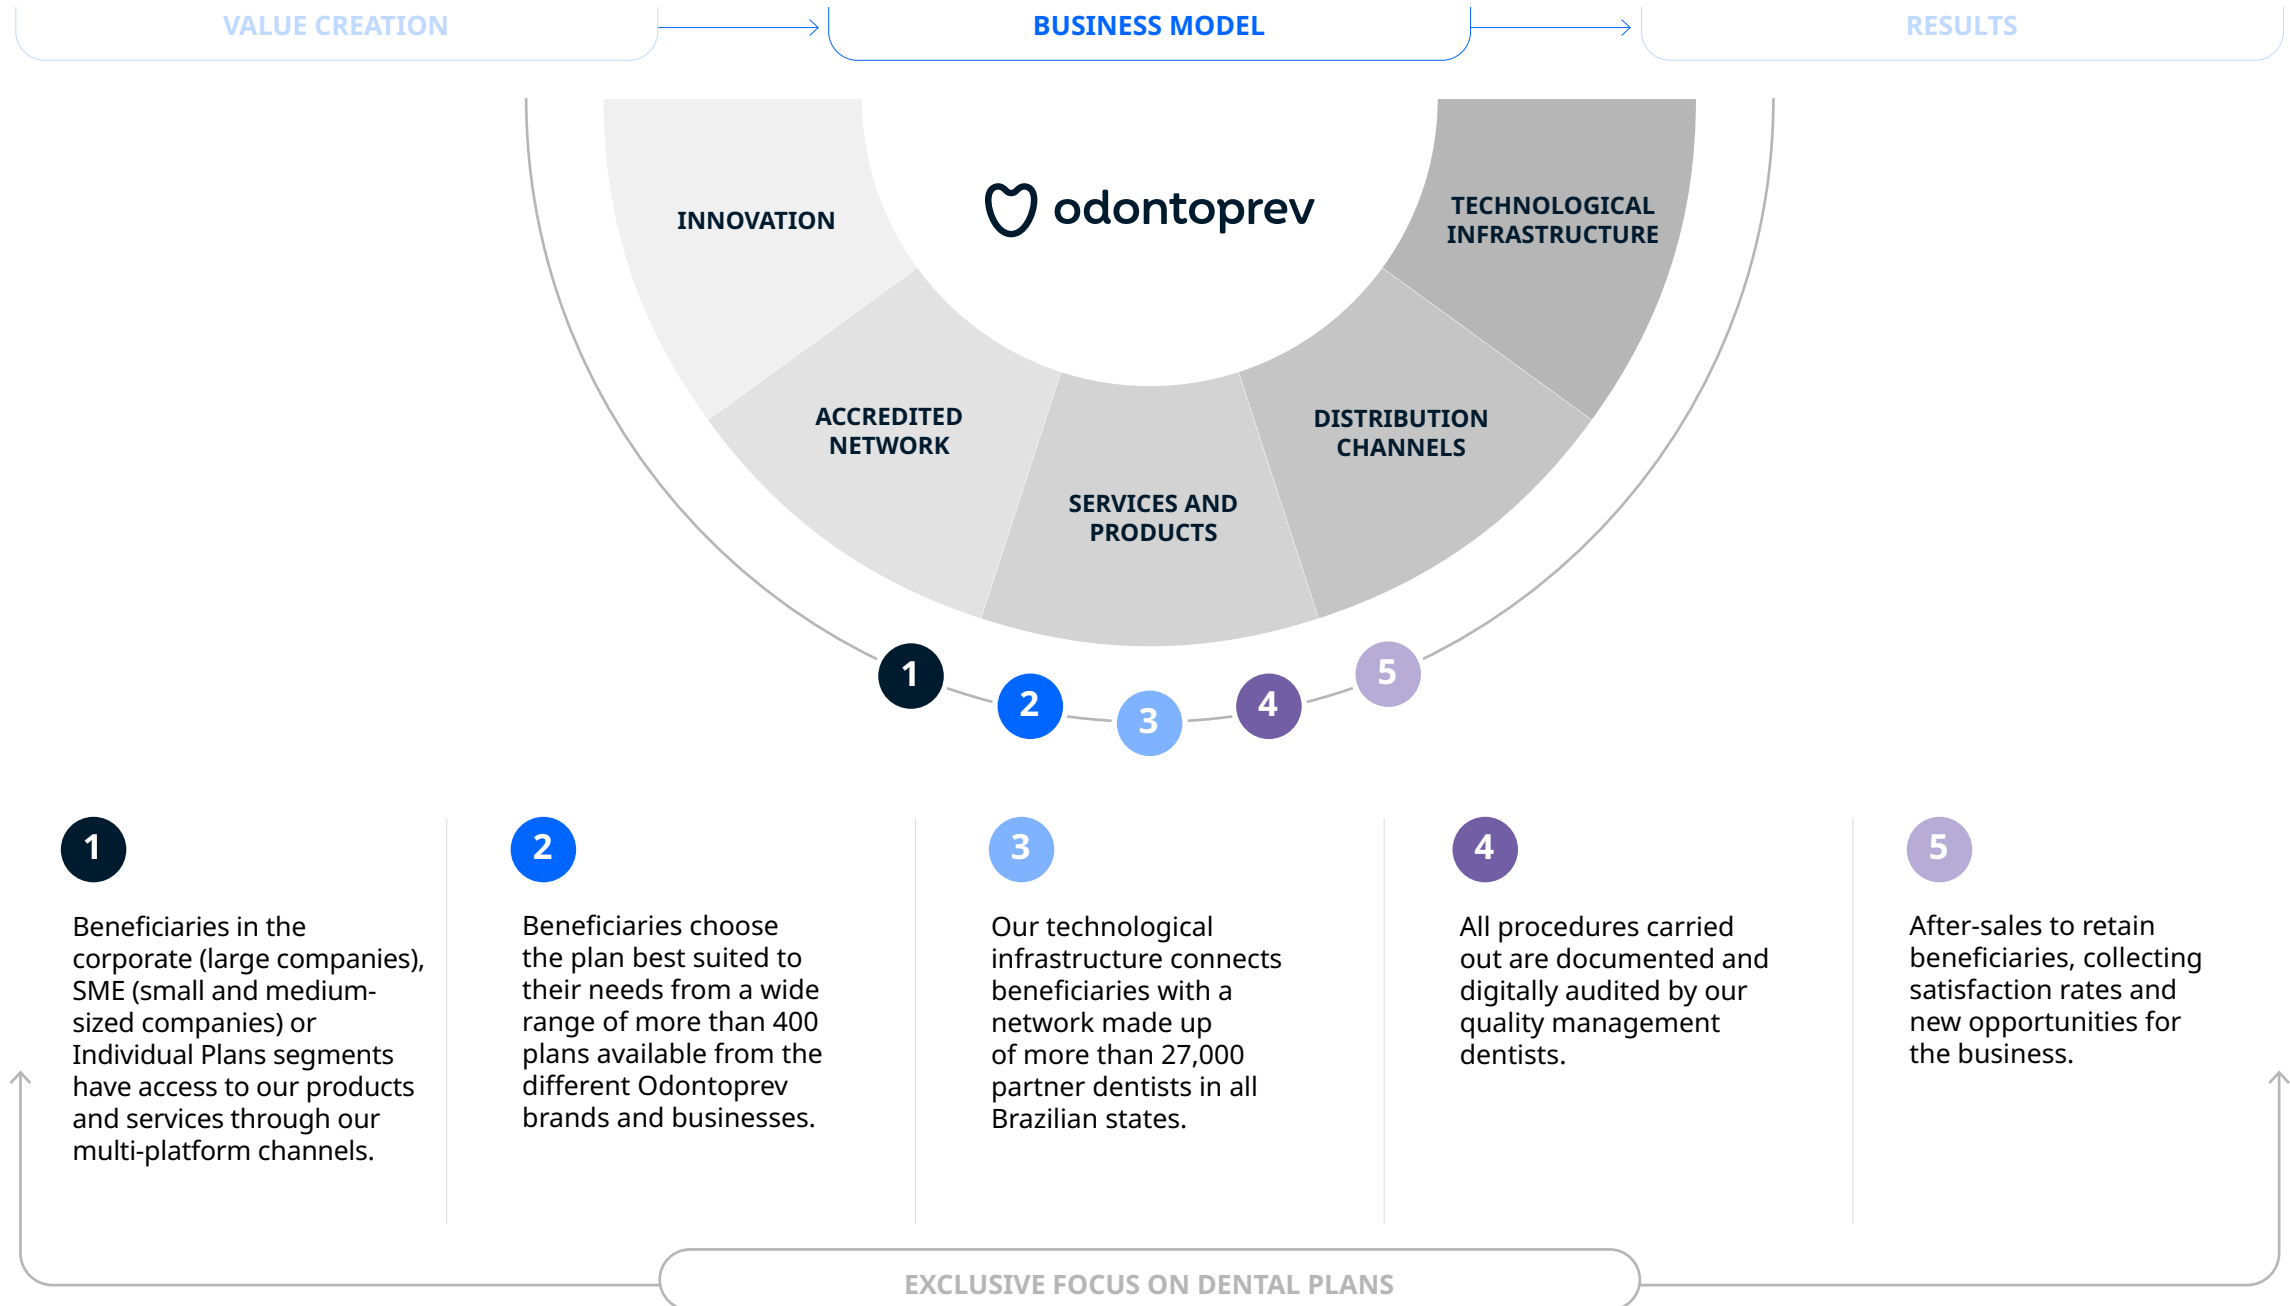 VALUE CREATION
BUSINESS MODEL
RESULTS
odontoprev
INNOVATION
TECHNOLOGICAL
INFRASTRUCTURE
ACCREDITED
NETWORK
DISTRIBUTION
CHANNELS
SERVICES AND
PRODUCTS
1
2
3
4
5
1
Beneficiaries in the
corporate (large companies),
SME (small and medium-
sized companies) or
Individual Plans segments
have access to our products
and services through our
multi-platform channels.
2
Beneficiaries choose
the plan best suited to
their needs from a wide
range of more than 400
plans available from the
different Odontoprev
brands and businesses.
3
Our technological
infrastructure connects
beneficiaries with a
network made up
of more than 27,000
partner dentists in all
Brazilian states.
4
All procedures carried
out are documented and
digitally audited by our
quality management
dentists.
5
After-sales to retain
beneficiaries, collecting
satisfaction rates and
new opportunities for
the business.
EXCLUSIVE FOCUS ON DENTAL PLANS